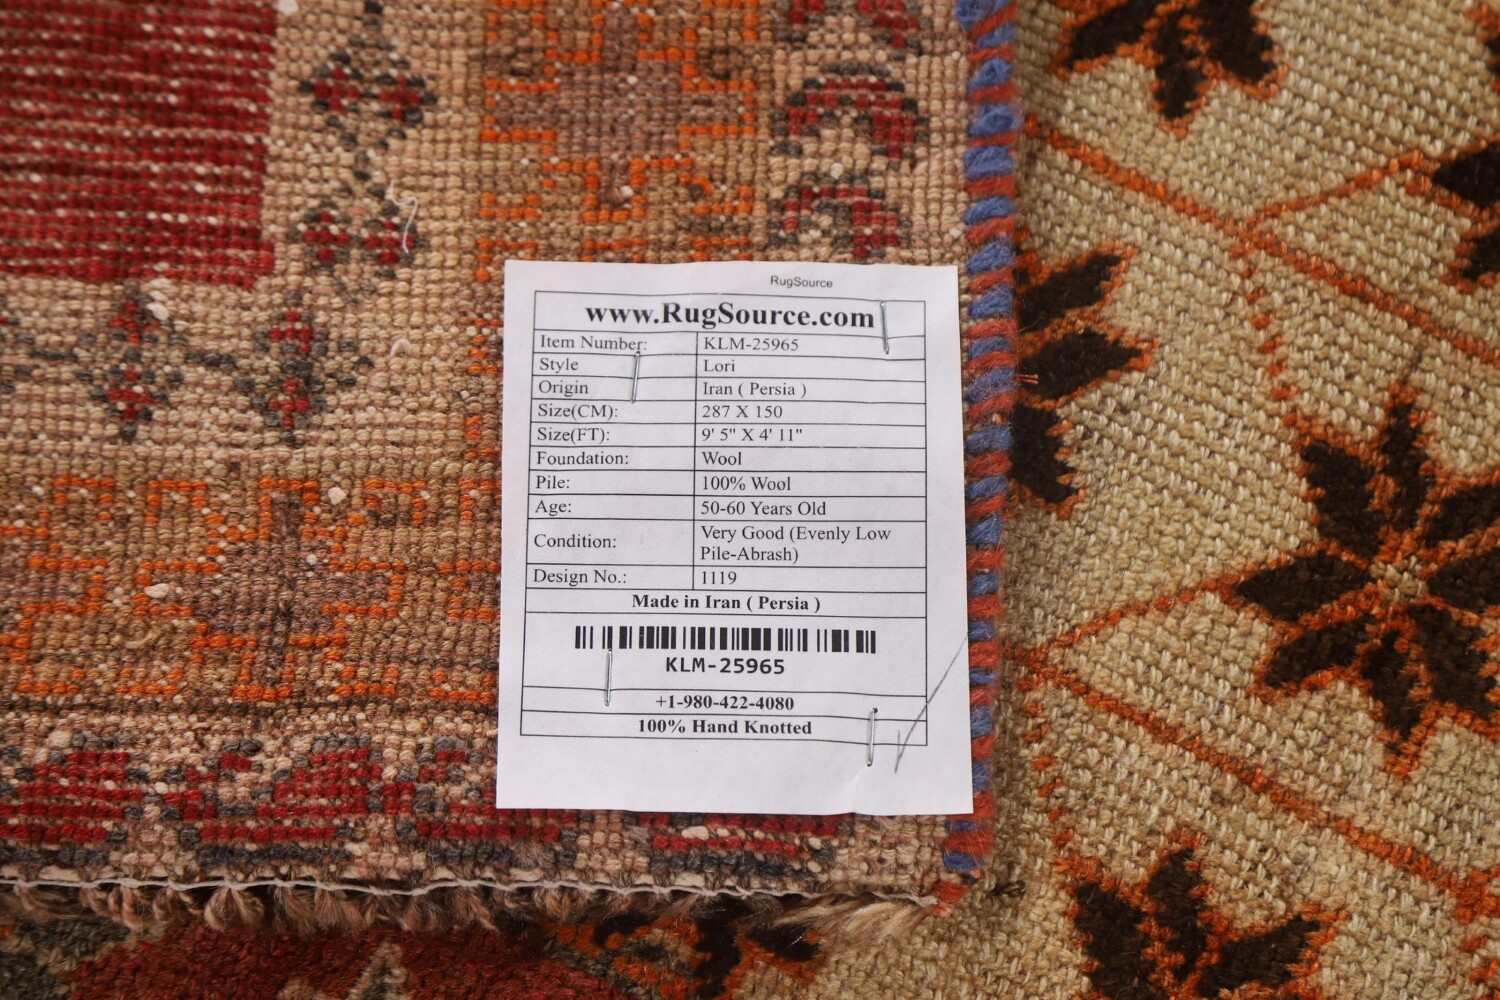 RugSource
www.RugSource.com
Item Number: KLM-25965
Style Lori
Origin Iran ( Persia )
Size(CM): 287 X 150
Size(FT): 9' 5" X 4' 11"
Foundation: Wool
Pile: 100% Wool
Age: 50-60 Years Old
Condition: Very Good (Evenly Low
Pile-Abrash)
Design No.: 1119
Made in Iran ( Persia )
KLM-25965
+1-980-422-4080
100% Hand Knotted